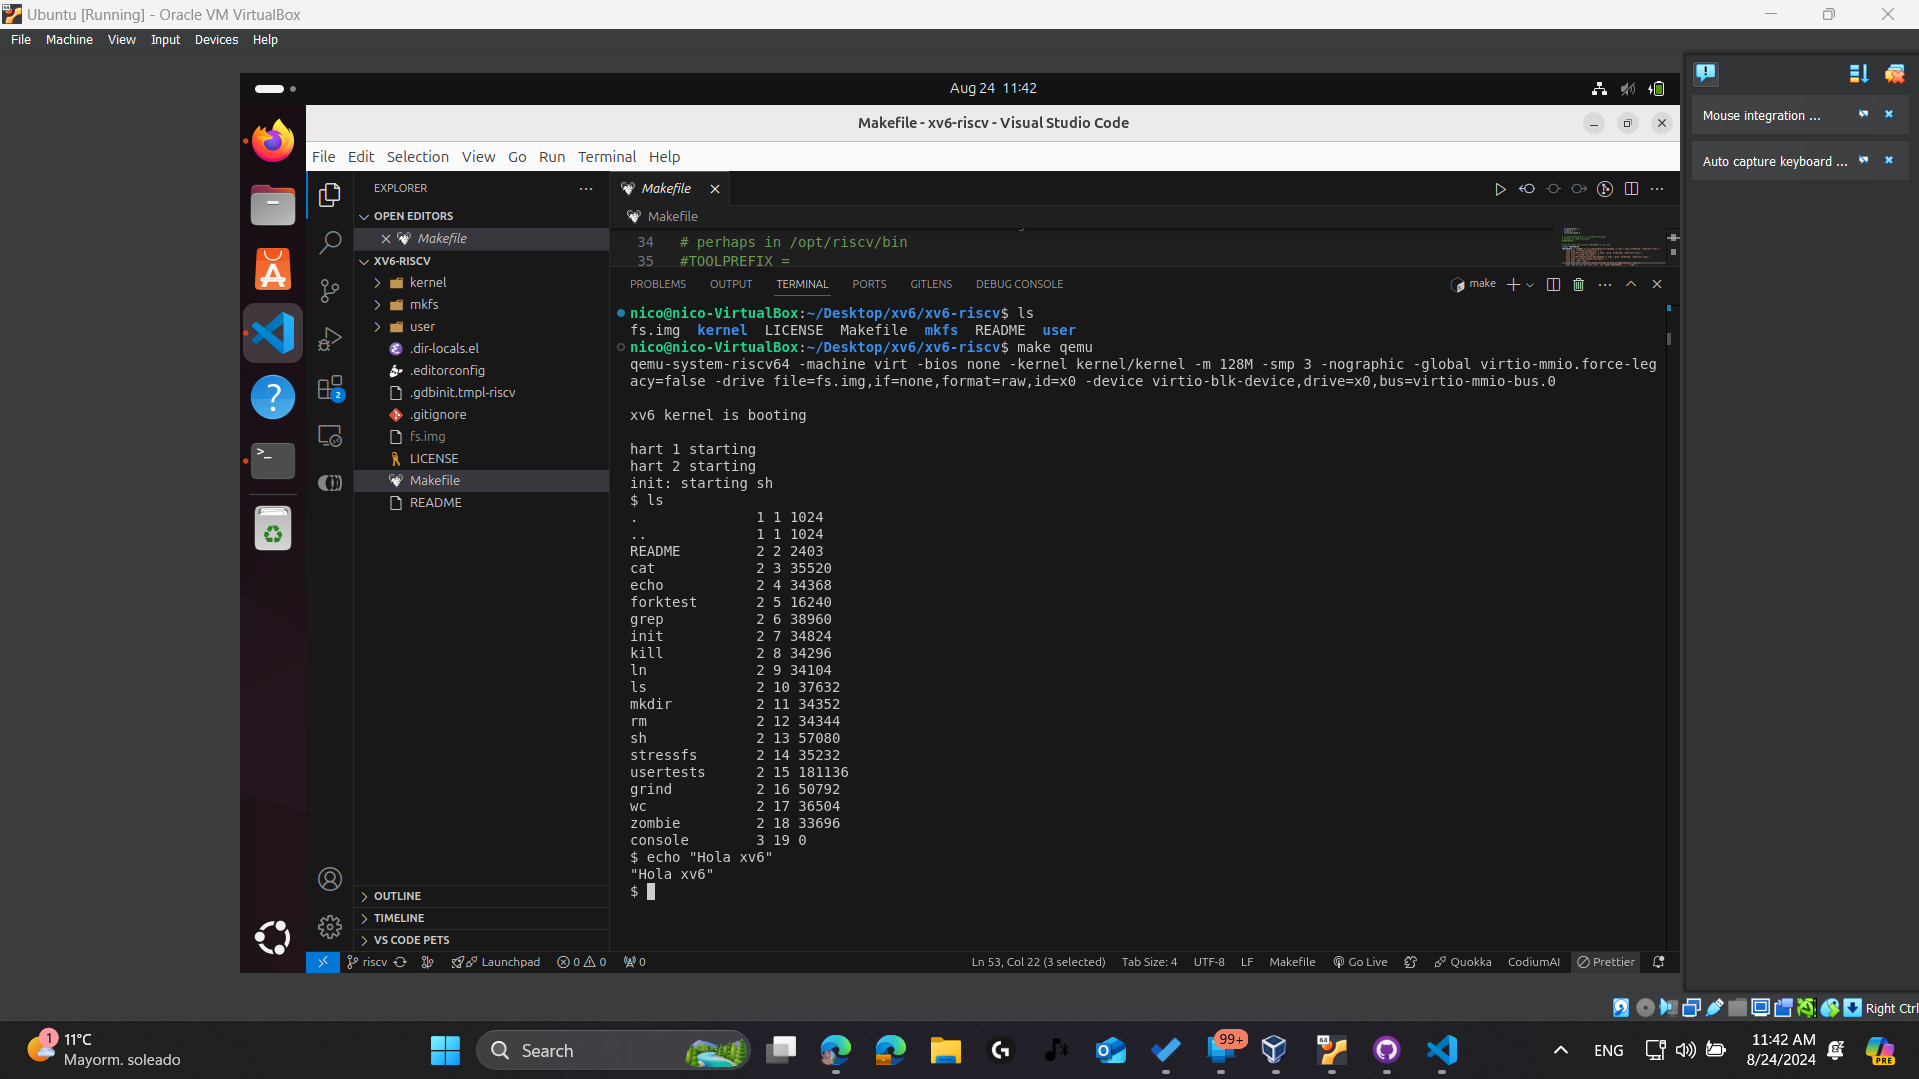 Ubuntu [Running] - Oracle VM VirtualBox
File Machine View Input Devices Help
Aug 24 11:42
Mouse integration ...
Auto capture keyboard ...
Makefile - xv6-riscv - Visual Studio Code
File Edit Selection View Go Run Terminal Help
EXPLORER
OPEN EDITORS
Makefile
XV6-RISCV
kernel
mkfs
user
.dir-locals.el
.editorconfig
.gdbinit.tmpl-riscv
.gitignore
fs.img
LICENSE
Makefile
README
OUTLINE
TIMELINE
VS CODE PETS
2
Makefile
Makefile
34 # perhaps in /opt/riscv/bin
35 #TOOLPREFIX =
PROBLEMS OUTPUT TERMINAL PORTS GITLENS DEBUG CONSOLE
make
nico@nico-VirtualBox:~/Desktop/xv6/xv6-riscv$ ls
fs.img kernel LICENSE Makefile mkfs README user
nico@nico-VirtualBox:~/Desktop/xv6/xv6-riscv$ make qemu
qemu-system-riscv64 -machine virt -bios none -kernel kernel/kernel -m 128M -smp 3 -nographic -global virtio-mmio.force-leg
acy=false -drive file=fs.img,if=none,format=raw,id=x0 -device virtio-blk-device,drive=x0,bus=virtio-mmio-bus.0
xv6 kernel is booting
hart 1 starting
hart 2 starting
init: starting sh
$ ls
. 1 1 1024
.. 1 1 1024
README 2 2 2403
cat 2 3 35520
echo 2 4 34368
forktest 2 5 16240
grep 2 6 38960
init 2 7 34824
kill 2 8 34296
ln 2 9 34104
ls 2 10 37632
mkdir 2 11 34352
rm 2 12 34344
sh 2 13 57080
stressfs 2 14 35232
usertests 2 15 181136
grind 2 16 50792
wc 2 17 36504
zombie 2 18 33696
console 3 19 0
$ echo "Hola xv6"
"Hola xv6"
$
riscv Launchpad 0 0 0 Ln 53, Col 22 (3 selected) Tab Size: 4 UTF-8 LF Makefile Go Live Quokka CodiumAI Prettier
Right Ctrl
1
11°C
Mayorm. soleado
Search
99+
ENG
11:42 AM
8/24/2024
PRE